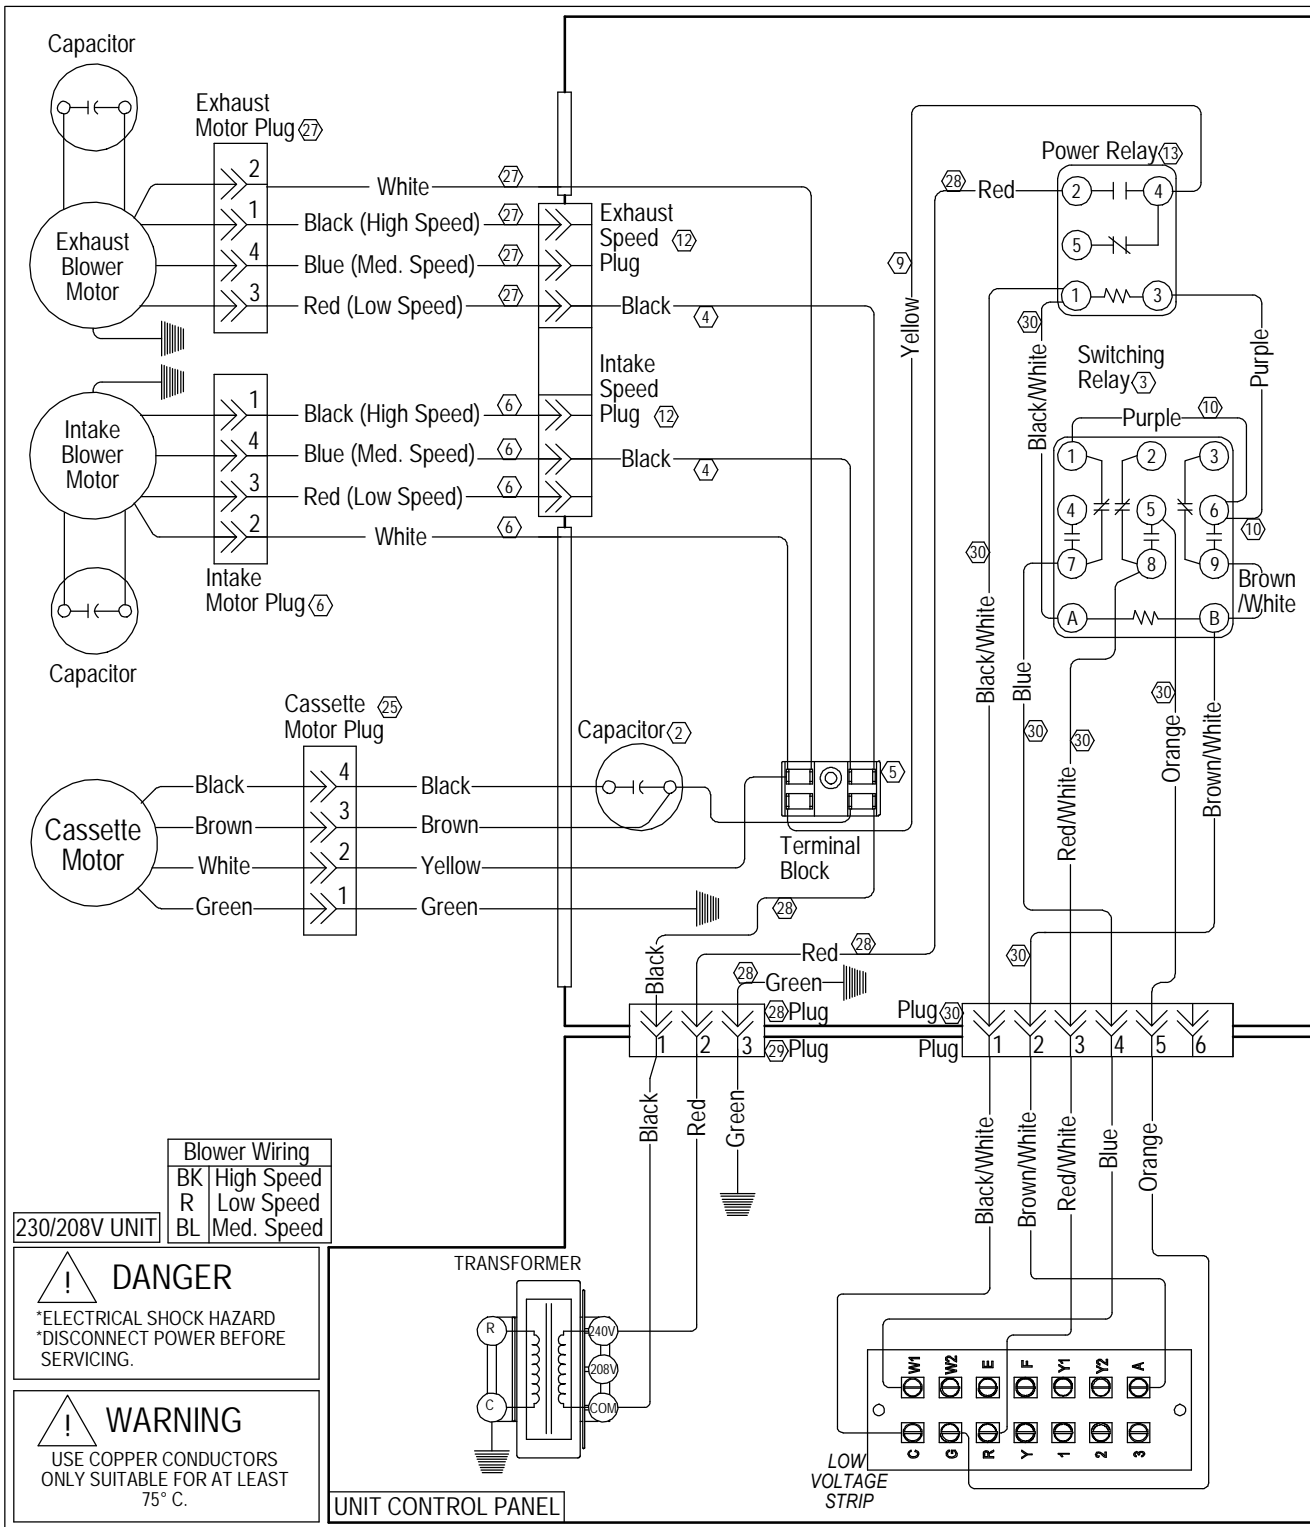 Capacitor
Exhaust
Motor Plug 27
2
1
4
3
White 27
Black (High Speed) 27
Blue (Med. Speed) 27
Red (Low Speed) 27
Exhaust
Blower
Motor
Exhaust
Speed 12
Plug
Black 4
Intake
Speed
Plug 12
Intake
Blower
Motor
1
4
3
2
Black (High Speed) 6
Blue (Med. Speed) 6
Red (Low Speed) 6
White 6
Black 4
Intake
Motor Plug 6
Capacitor
Cassette 25
Motor Plug
Cassette
Motor
Black 4 Black
Brown 3 Brown
White 2 Yellow
Green 1 Green
Capacitor 2
5
Terminal
Block
9
Yellow
28 Red
Power Relay 13
2 4
5
1 3
30
Black/White
Purple
Switching
Relay 3
Purple 10
1 2 3
4 5 6
10
7 8 9
Brown
/White
A B
30
Black/White
Blue
30
Red/White
30
Orange
30
Brown/White
30
28
Black
Red 28
28
Green
28 Plug
29 Plug
1 2 3
Plug 30
Plug
1 2 3 4 5 6
Black
Red
Green
Black/White
Brown/White
Red/White
Blue
Orange
Blower Wiring
BK High Speed
R Low Speed
BL Med. Speed
230/208V UNIT
! DANGER
*ELECTRICAL SHOCK HAZARD
*DISCONNECT POWER BEFORE
SERVICING.
! WARNING
USE COPPER CONDUCTORS
ONLY SUITABLE FOR AT LEAST
75° C.
TRANSFORMER
R 240V
208V
C COM
UNIT CONTROL PANEL
W1 W2 E F Y1 Y2 A
C G R Y 1 2 3
LOW
VOLTAGE
STRIP